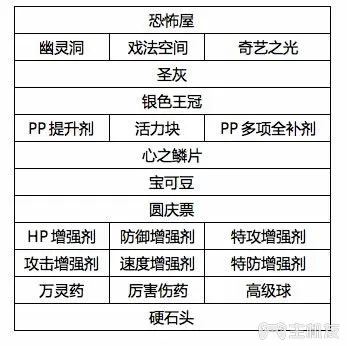 恐怖屋
幽灵洞 戏法空间 奇艺之光
圣灰
银色王冠
PP 提升剂 活力块 PP 多项全补剂
心之鳞片
宝可豆
圆庆票
HP 增强剂 防御增强剂 特攻增强剂
攻击增强剂 速度增强剂 特防增强剂
万灵药 厉害伤药 高级球
硬石头
主机度